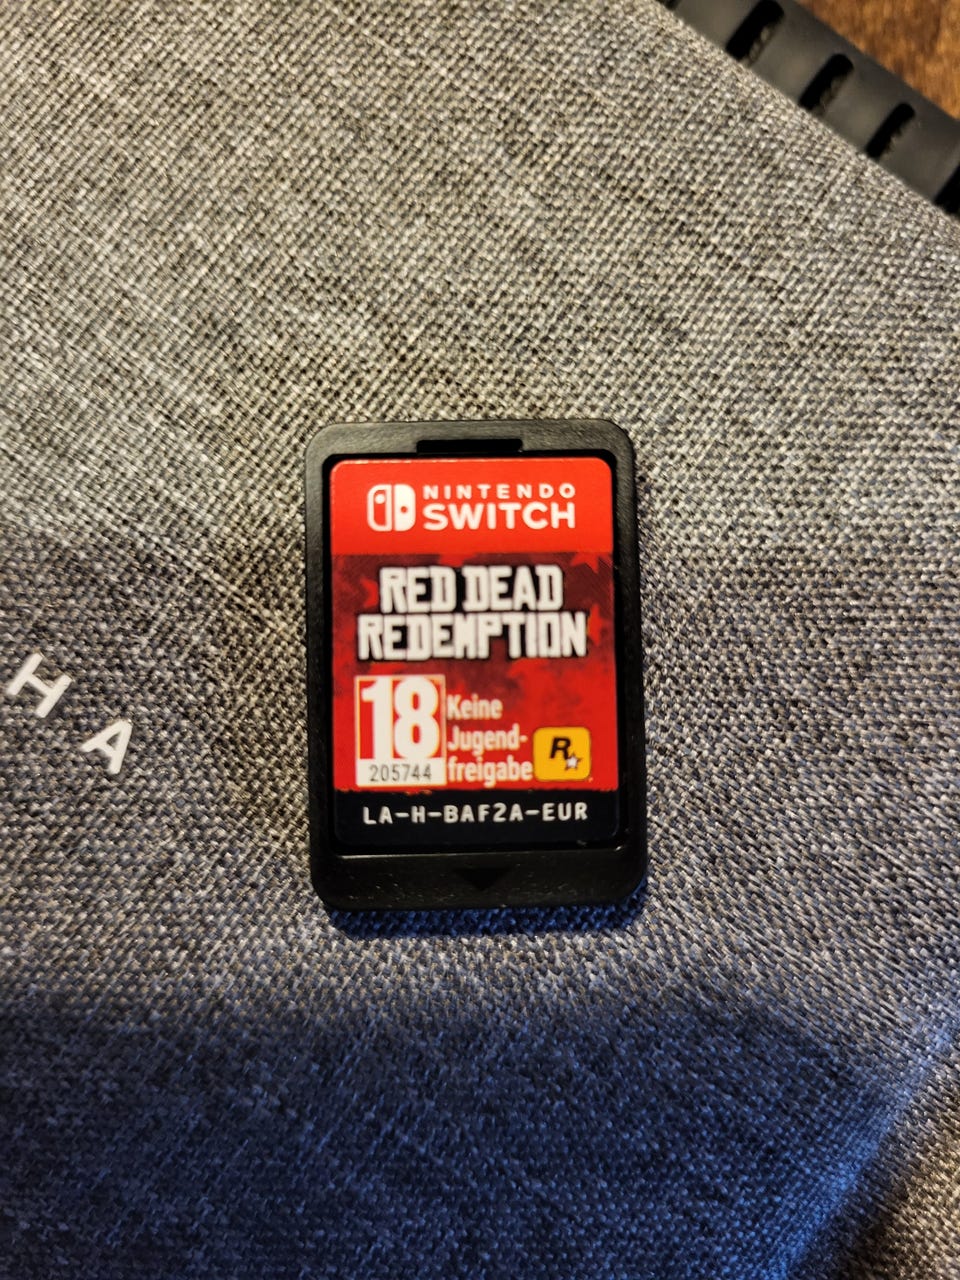 NINTENDO
SWITCH
RED DEAD
REDEMPTION
18
205744
Keine
Jugend-
freigabe
R
LA-H-BAF2A-EUR
H A